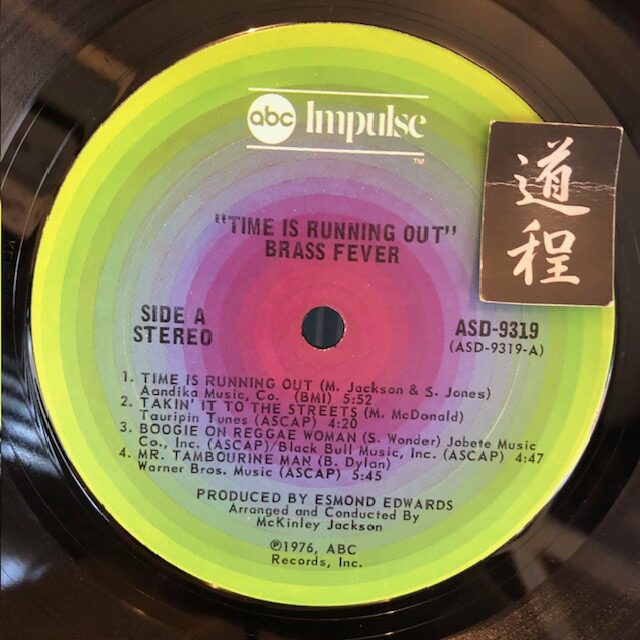 abc Impulse
TM
道程
"TIME IS RUNNING OUT"
BRASS FEVER
SIDE A
STEREO
ASD-9319
(ASD-9319-A)
1. TIME IS RUNNING OUT (M. Jackson & S. Jones)
Aandika Music, Co. (BMI) 5:52
2. TAKIN' IT TO THE STREETS (M. McDonald)
Tauripin Tunes (ASCAP) 4:20
3. BOOGIE ON REGGAE WOMAN (S. Wonder) Jobete Music
Co., Inc. (ASCAP)/Black Bull Music, Inc. (ASCAP) 4:47
4. MR. TAMBOURINE MAN (B. Dylan)
Warner Bros. Music (ASCAP) 5:45
PRODUCED BY ESMOND EDWARDS
Arranged and Conducted By
McKinley Jackson
℗1976, ABC
Records, Inc.